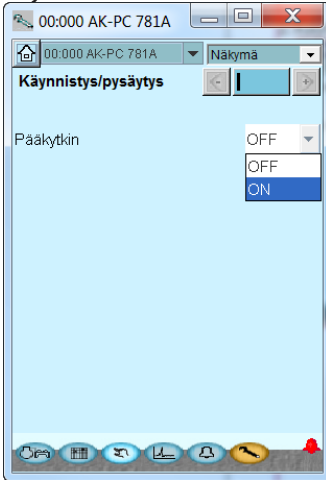 00:000 AK-PC 781A
00:000 AK-PC 781A Näkymä
Käynnistys/pysäytys
Pääkytkin OFF
OFF
ON